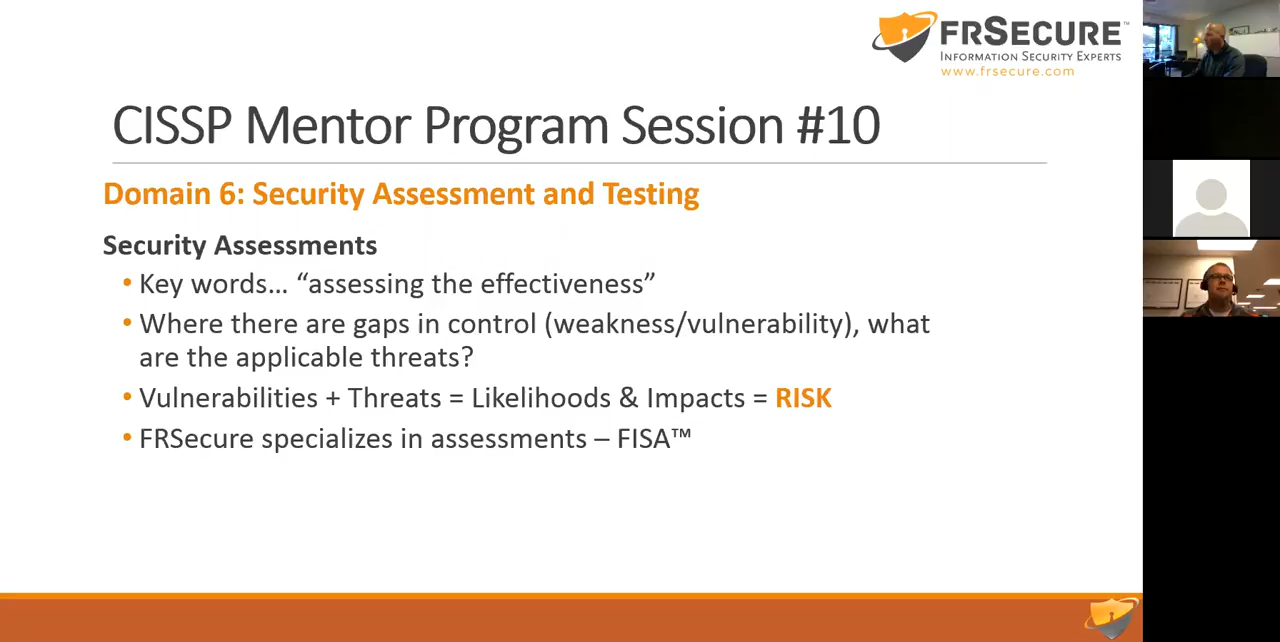 FRSECURE™
INFORMATION SECURITY EXPERTS
www.frsecure.com
CISSP Mentor Program Session #10
Domain 6: Security Assessment and Testing
Security Assessments
• Key words… “assessing the effectiveness”
• Where there are gaps in control (weakness/vulnerability), what
are the applicable threats?
• Vulnerabilities + Threats = Likelihoods & Impacts = RISK
• FRSecure specializes in assessments – FISA™